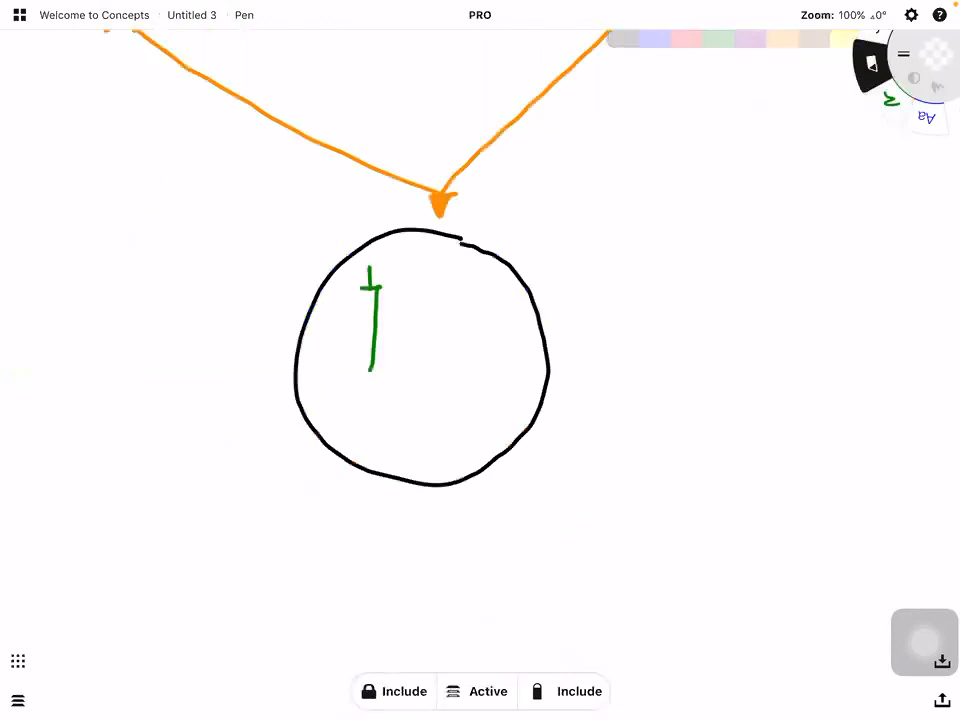 Welcome to Concepts Untitled 3 Pen PRO Zoom: 100% ⊿0° ?
Aa
Include Active Include